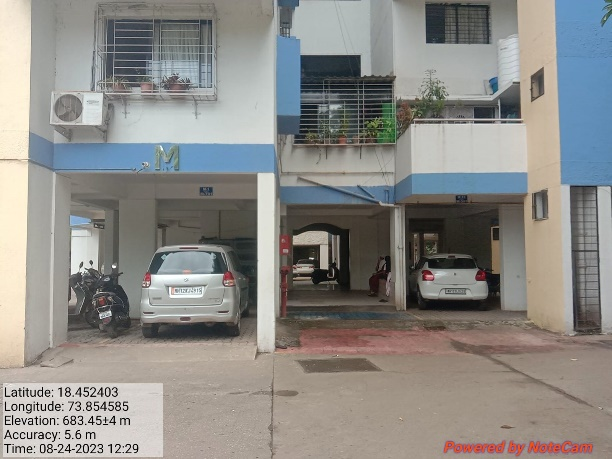 M
Latitude: 18.452403
Longitude: 73.854585
Elevation: 683.45±4 m
Accuracy: 5.6 m
Time: 08-24-2023 12:29
Powered by NoteCam